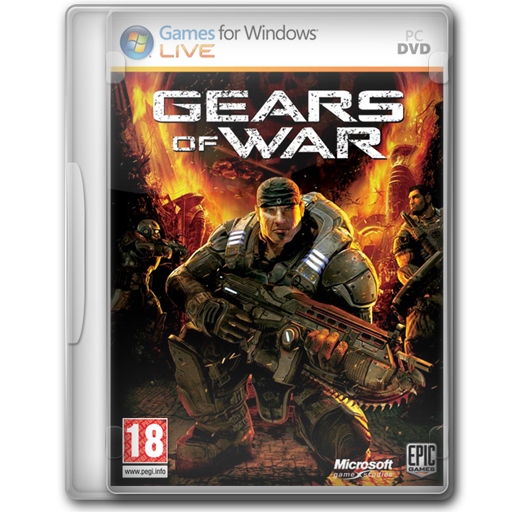 Games for Windows®
LIVE
PC
DVD
GEARS
OF WAR
18
www.pegi.info
Microsoft
game studios
EPIC
GAMES